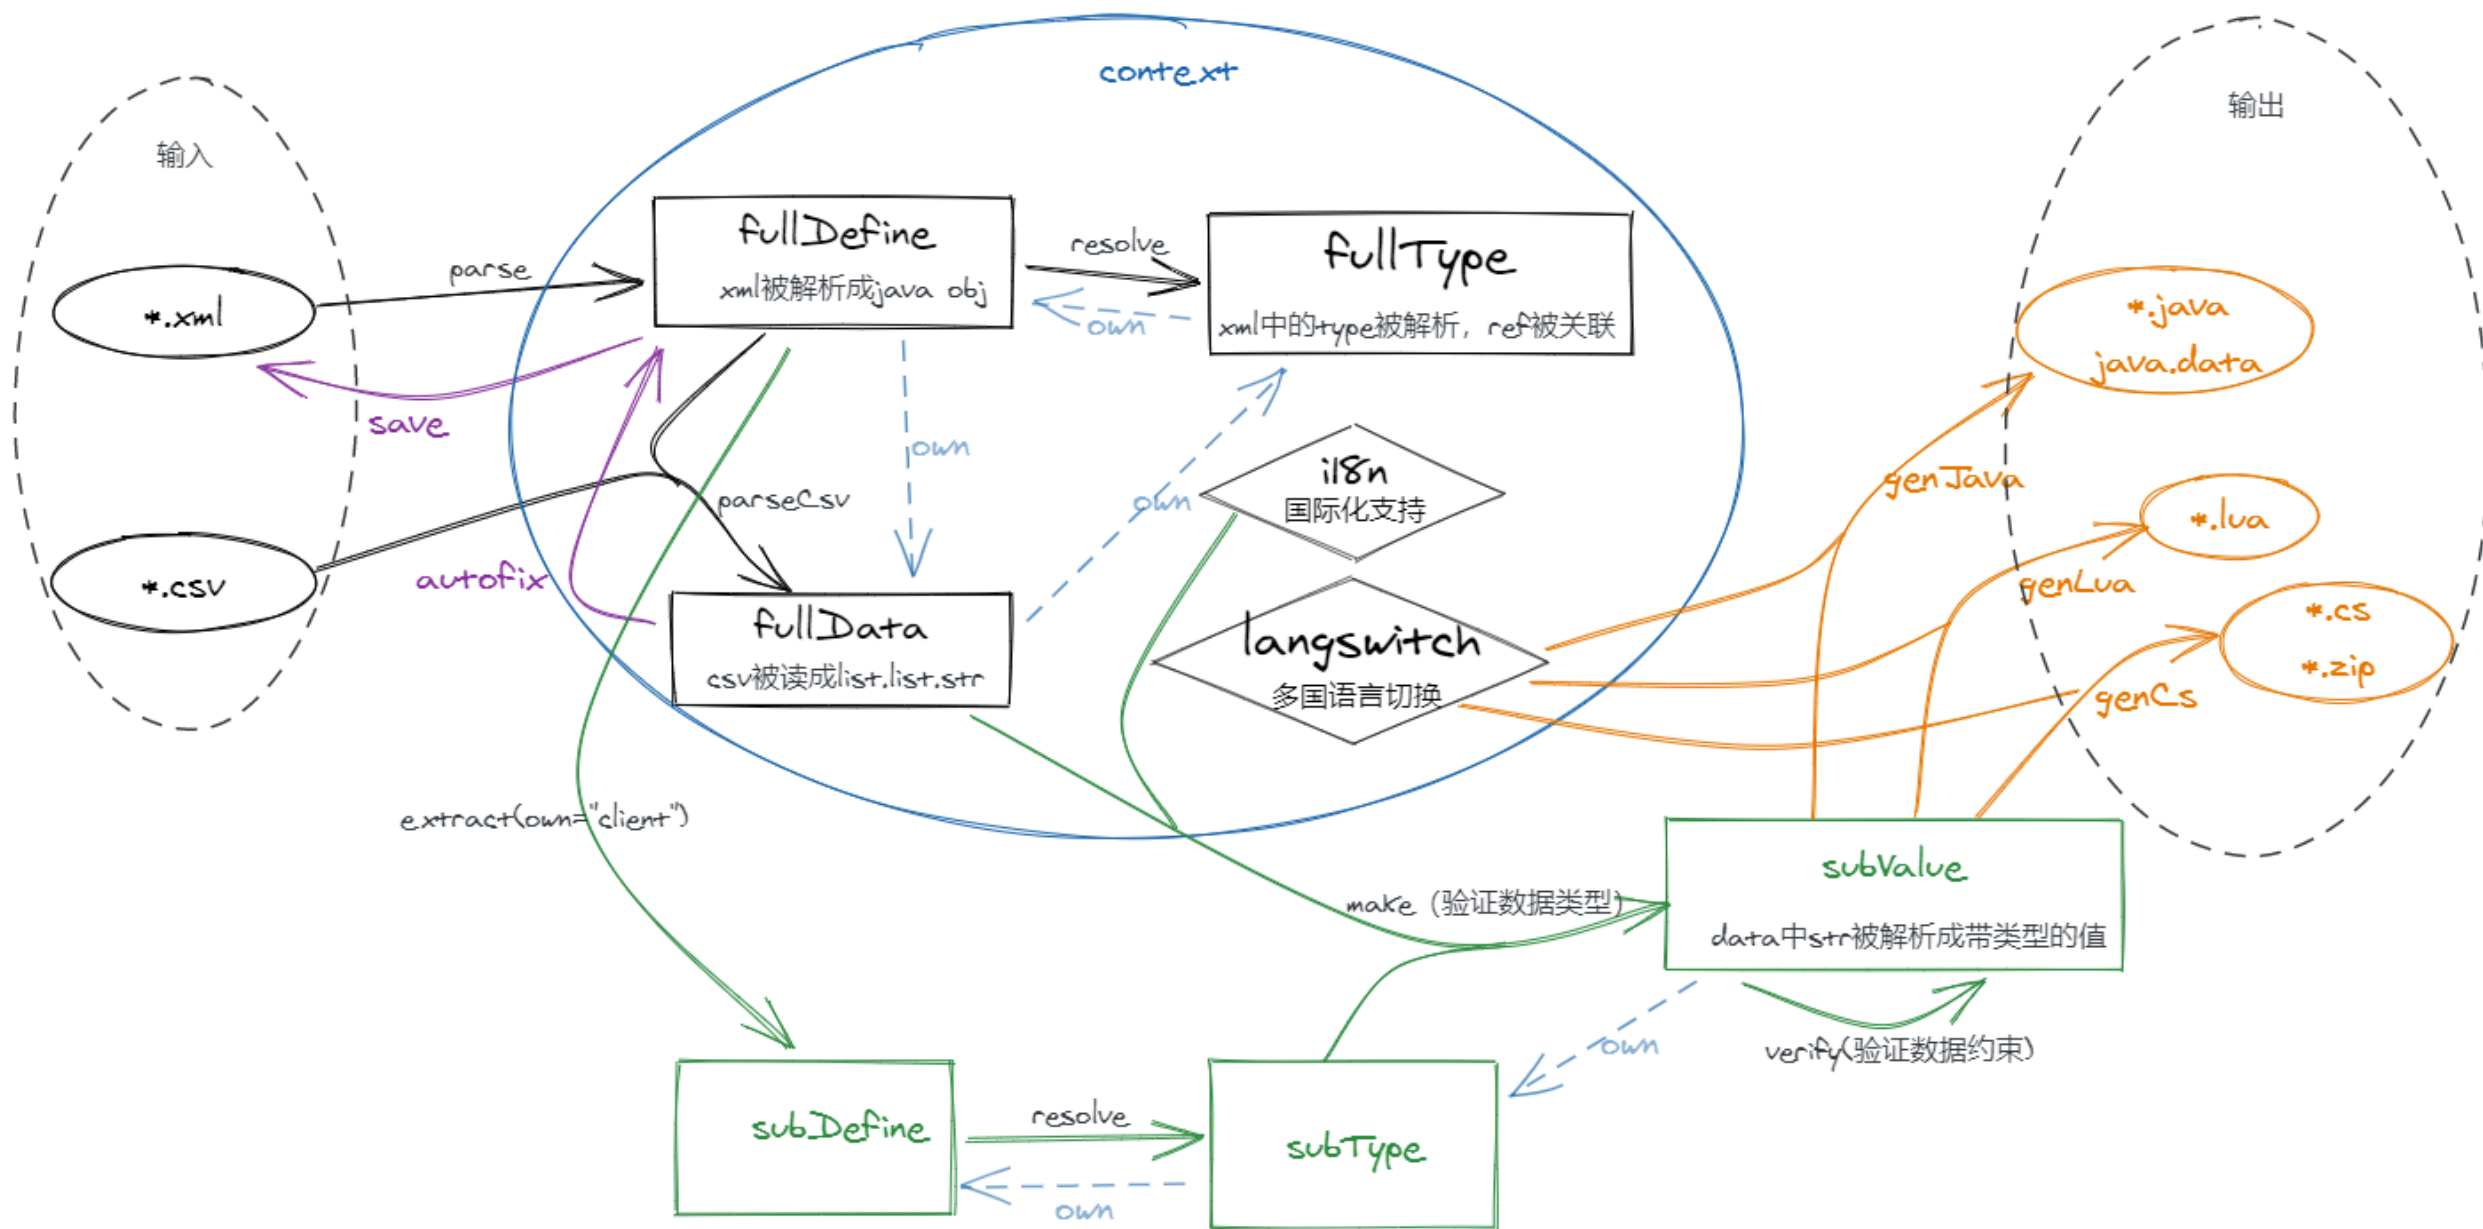 context
输入
输出
fullDefine
xml被解析成java obj
resolve
fullType
xml中的type被解析，ref被关联
own
parse
*.xml
save
*.java
java.data
own
own
i18n
国际化支持
parseCsv
genJava
*.lua
*.csv
autofix
genLua
fullData
csv被读成list.list.str
langswitch
多国语言切换
*.cs
*.zip
genCs
extract(own="client")
subValue
data中str被解析成带类型的值
make（验证数据类型）
own
verify(验证数据约束)
subDefine
resolve
subType
own